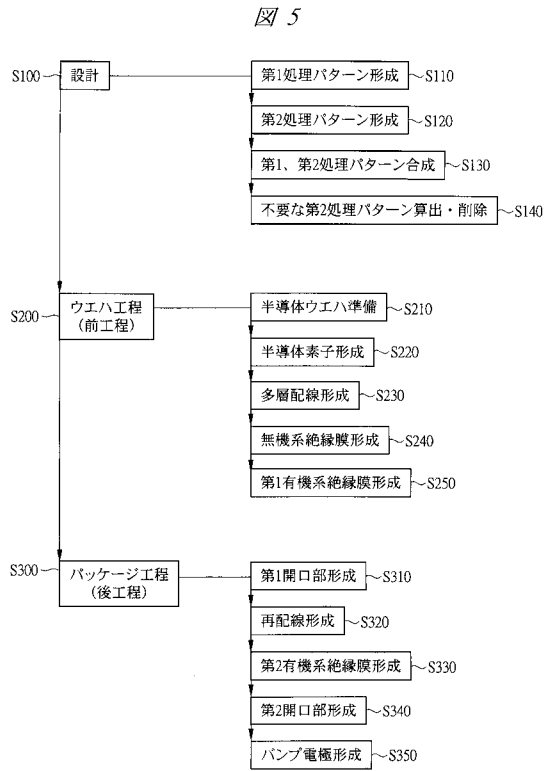 図 5
S100
設計
第1処理パターン形成
S110
第2処理パターン形成
S120
第1、第2処理パターン合成
S130
不要な第2処理パターン算出・削除
S140
S200
ウエハ工程
(前工程)
半導体ウエハ準備
S210
半導体素子形成
S220
多層配線形成
S230
無機系絶縁膜形成
S240
第1有機系絶縁膜形成
S250
S300
パッケージ工程
(後工程)
第1開口部形成
S310
再配線形成
S320
第2有機系絶縁膜形成
S330
第2開口部形成
S340
バンプ電極形成
S350